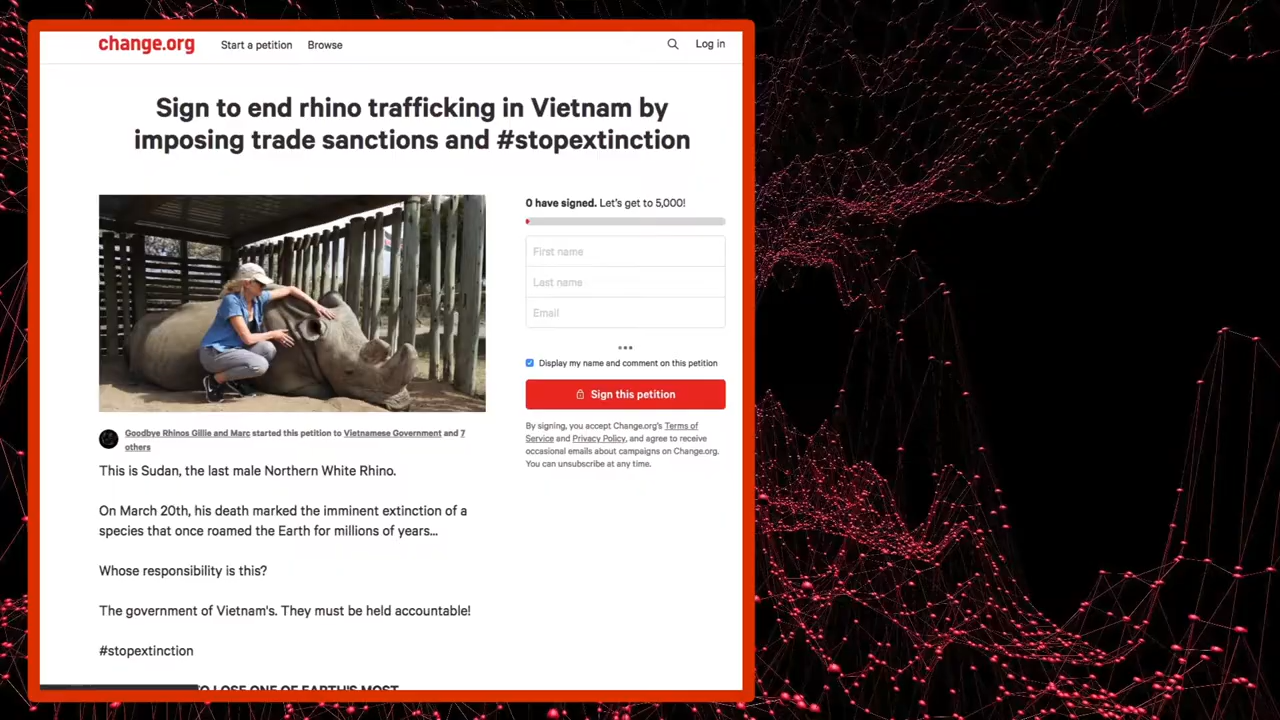 change.org
Start a petition
Browse
Log in
Sign to end rhino trafficking in Vietnam by
imposing trade sanctions and #stopextinction
0 have signed. Let's get to 5,000!
First name
Last name
Email
•••
Display my name and comment on this petition
Sign this petition
By signing, you accept Change.org's Terms of
Service and Privacy Policy, and agree to receive
occasional emails about campaigns on Change.org.
You can unsubscribe at any time.
Goodbye Rhinos Gillie and Marc started this petition to Vietnamese Government and 7
others
This is Sudan, the last male Northern White Rhino.
On March 20th, his death marked the imminent extinction of a
species that once roamed the Earth for millions of years...
Whose responsibility is this?
The government of Vietnam's. They must be held accountable!
#stopextinction
LOSE ONE OF EARTH'S MOST